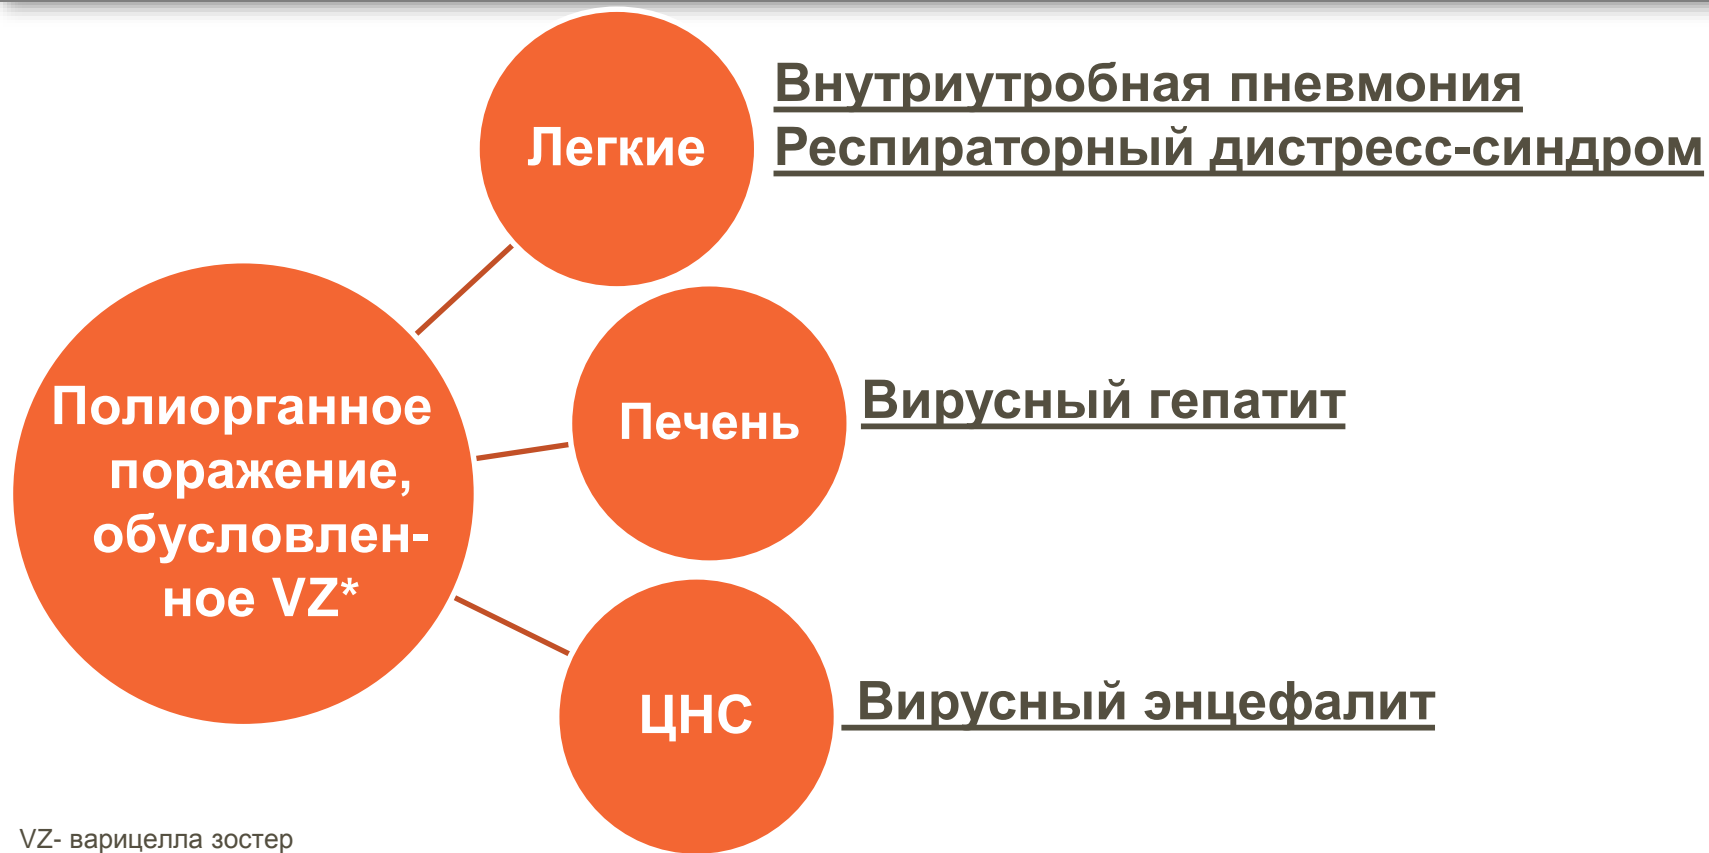 Легкие
Внутриутробная пневмония
Респираторный дистресс-синдром
Полиорганное
поражение,
обусловлен-
ное VZ*
Печень
Вирусный гепатит
ЦНС
Вирусный энцефалит
VZ- варицелла зостер